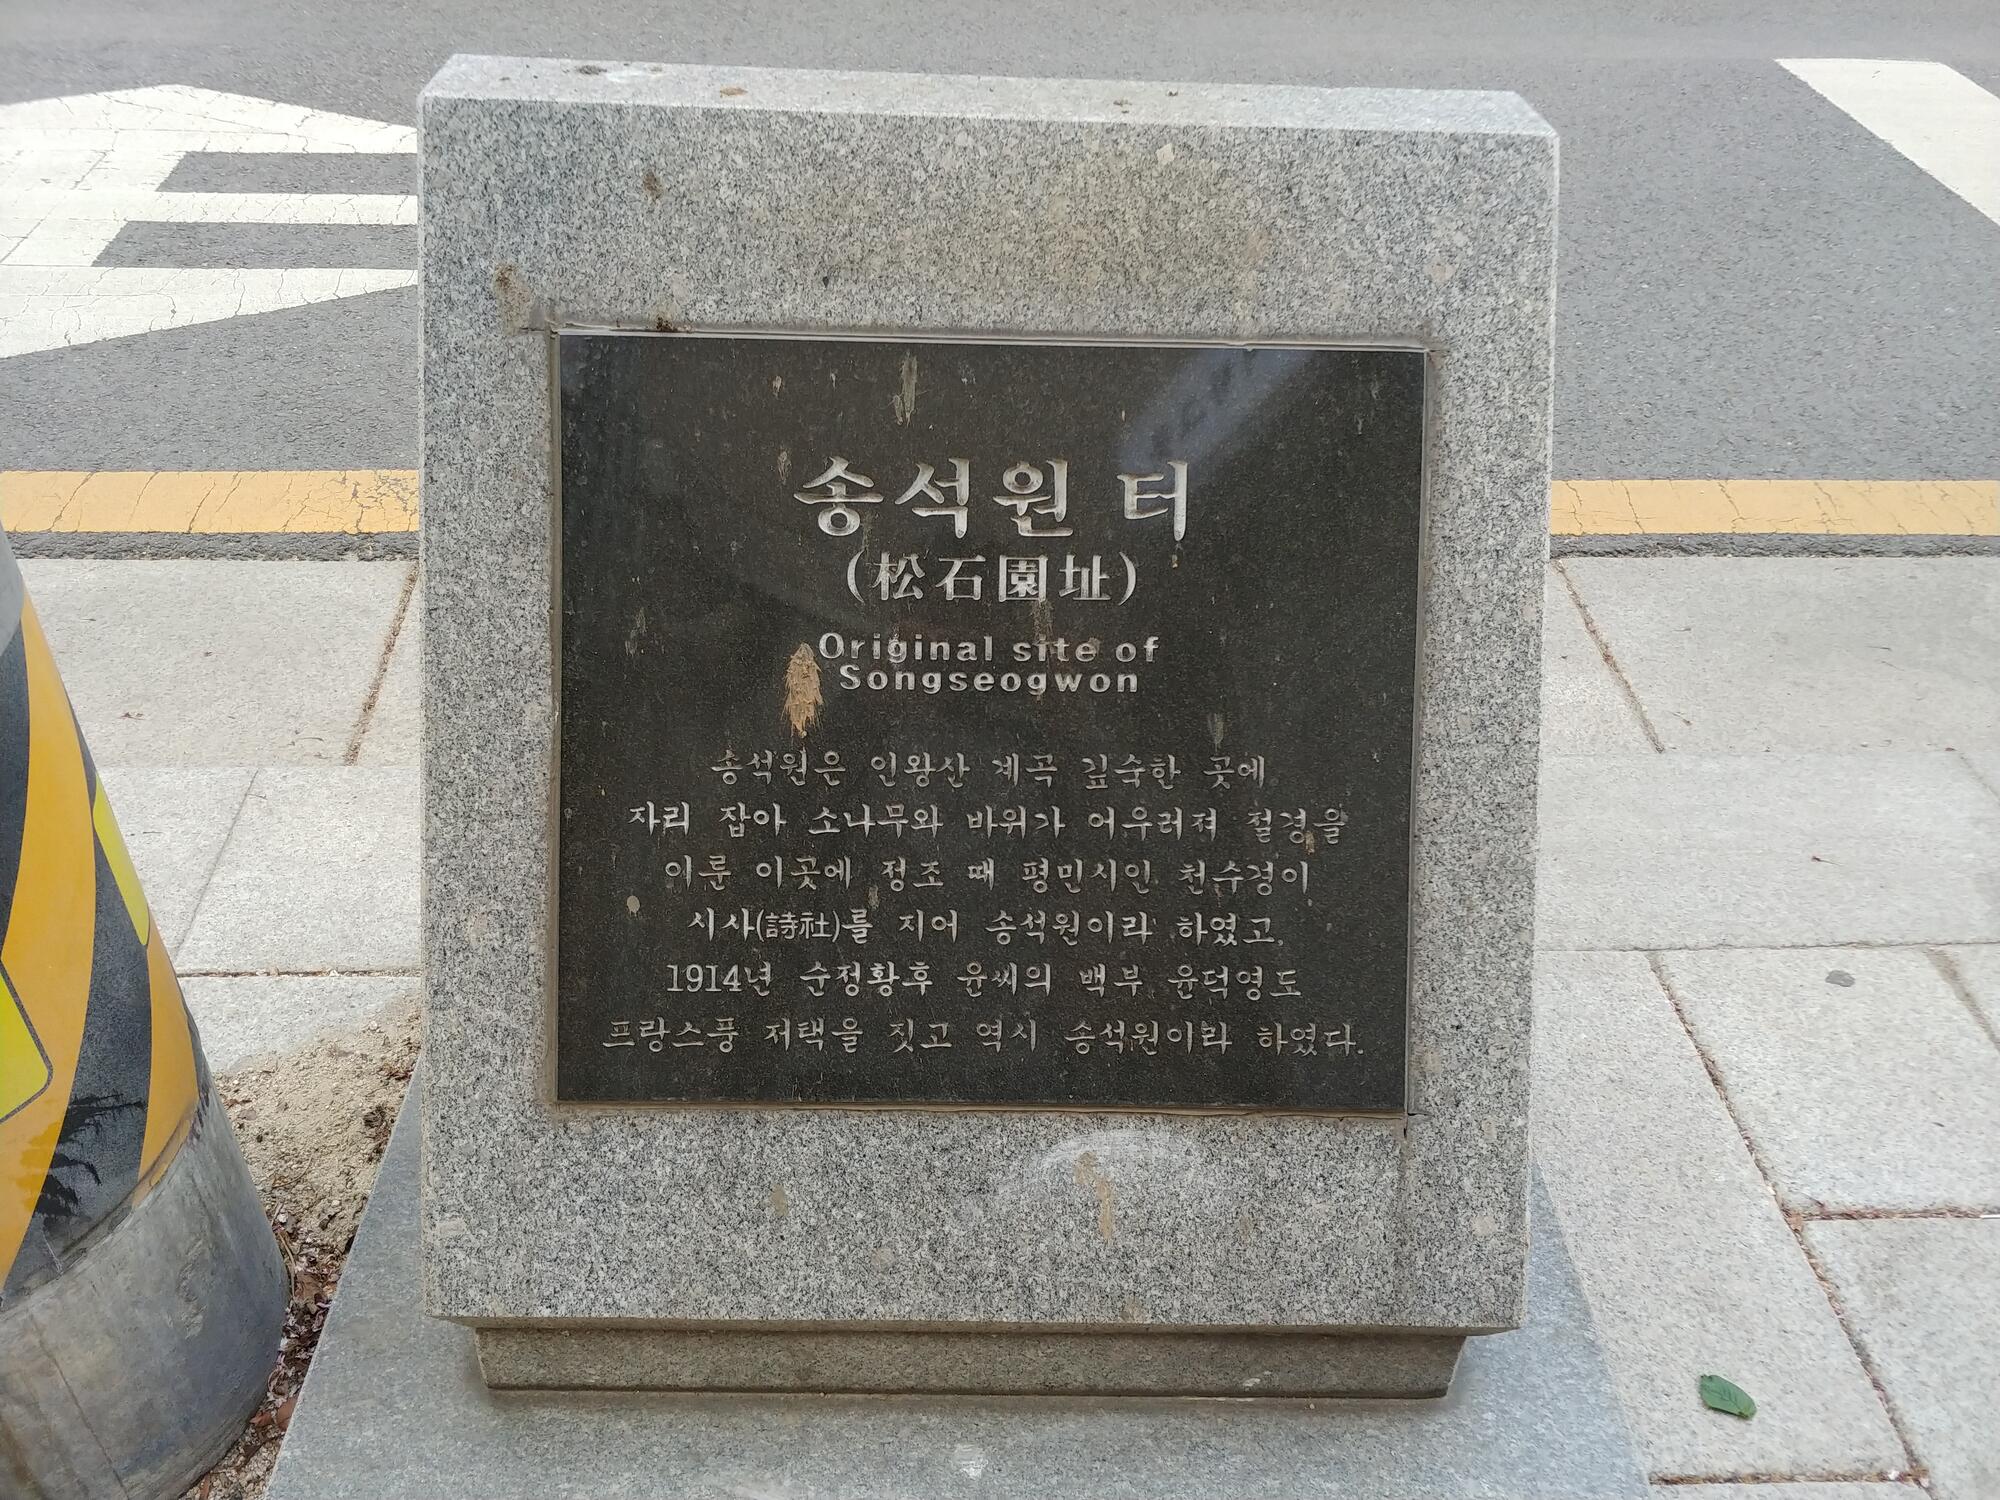 송석원 터
(松石園址)
Original site of
Songseogwon
송석원은 인왕산 계곡 깊숙한 곳에
자리 잡아 소나무와 바위가 어우러져 절경을
이룬 이곳에 정조 때 평민시인 천수경이
시사(詩社)를 지어 송석원이라 하였고,
1914년 순정황후 윤씨의 백부 윤덕영도
프랑스풍 저택을 짓고 역시 송석원이라 하였다.